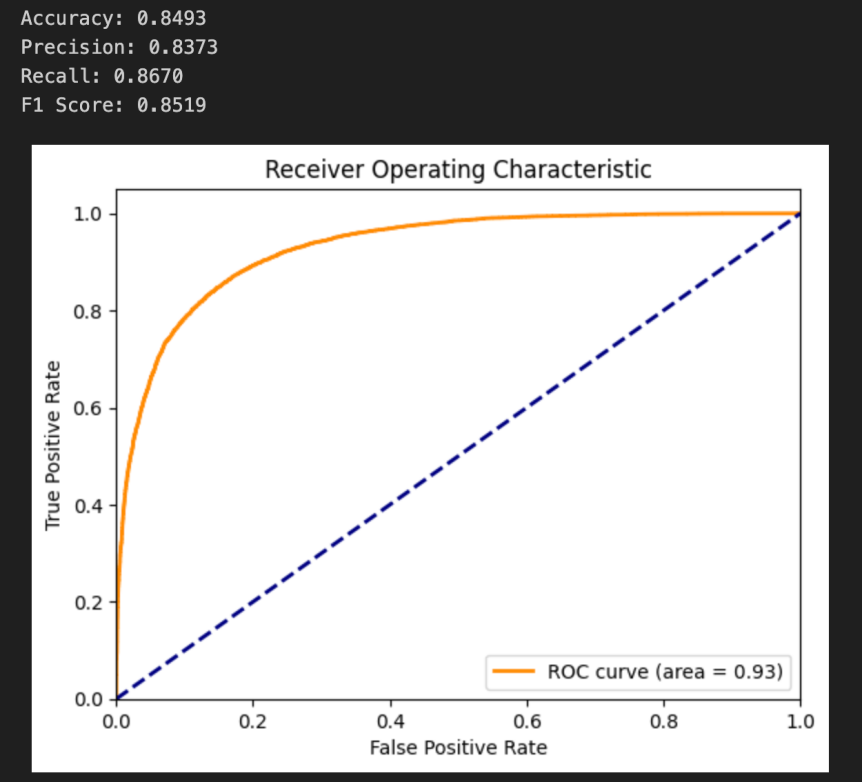 Accuracy: 0.8493
Precision: 0.8373
Recall: 0.8670
F1 Score: 0.8519
Receiver Operating Characteristic
True Positive Rate
1.0
0.8
0.6
0.4
0.2
0.0
ROC curve (area = 0.93)
0.0 0.2 0.4 0.6 0.8 1.0
False Positive Rate